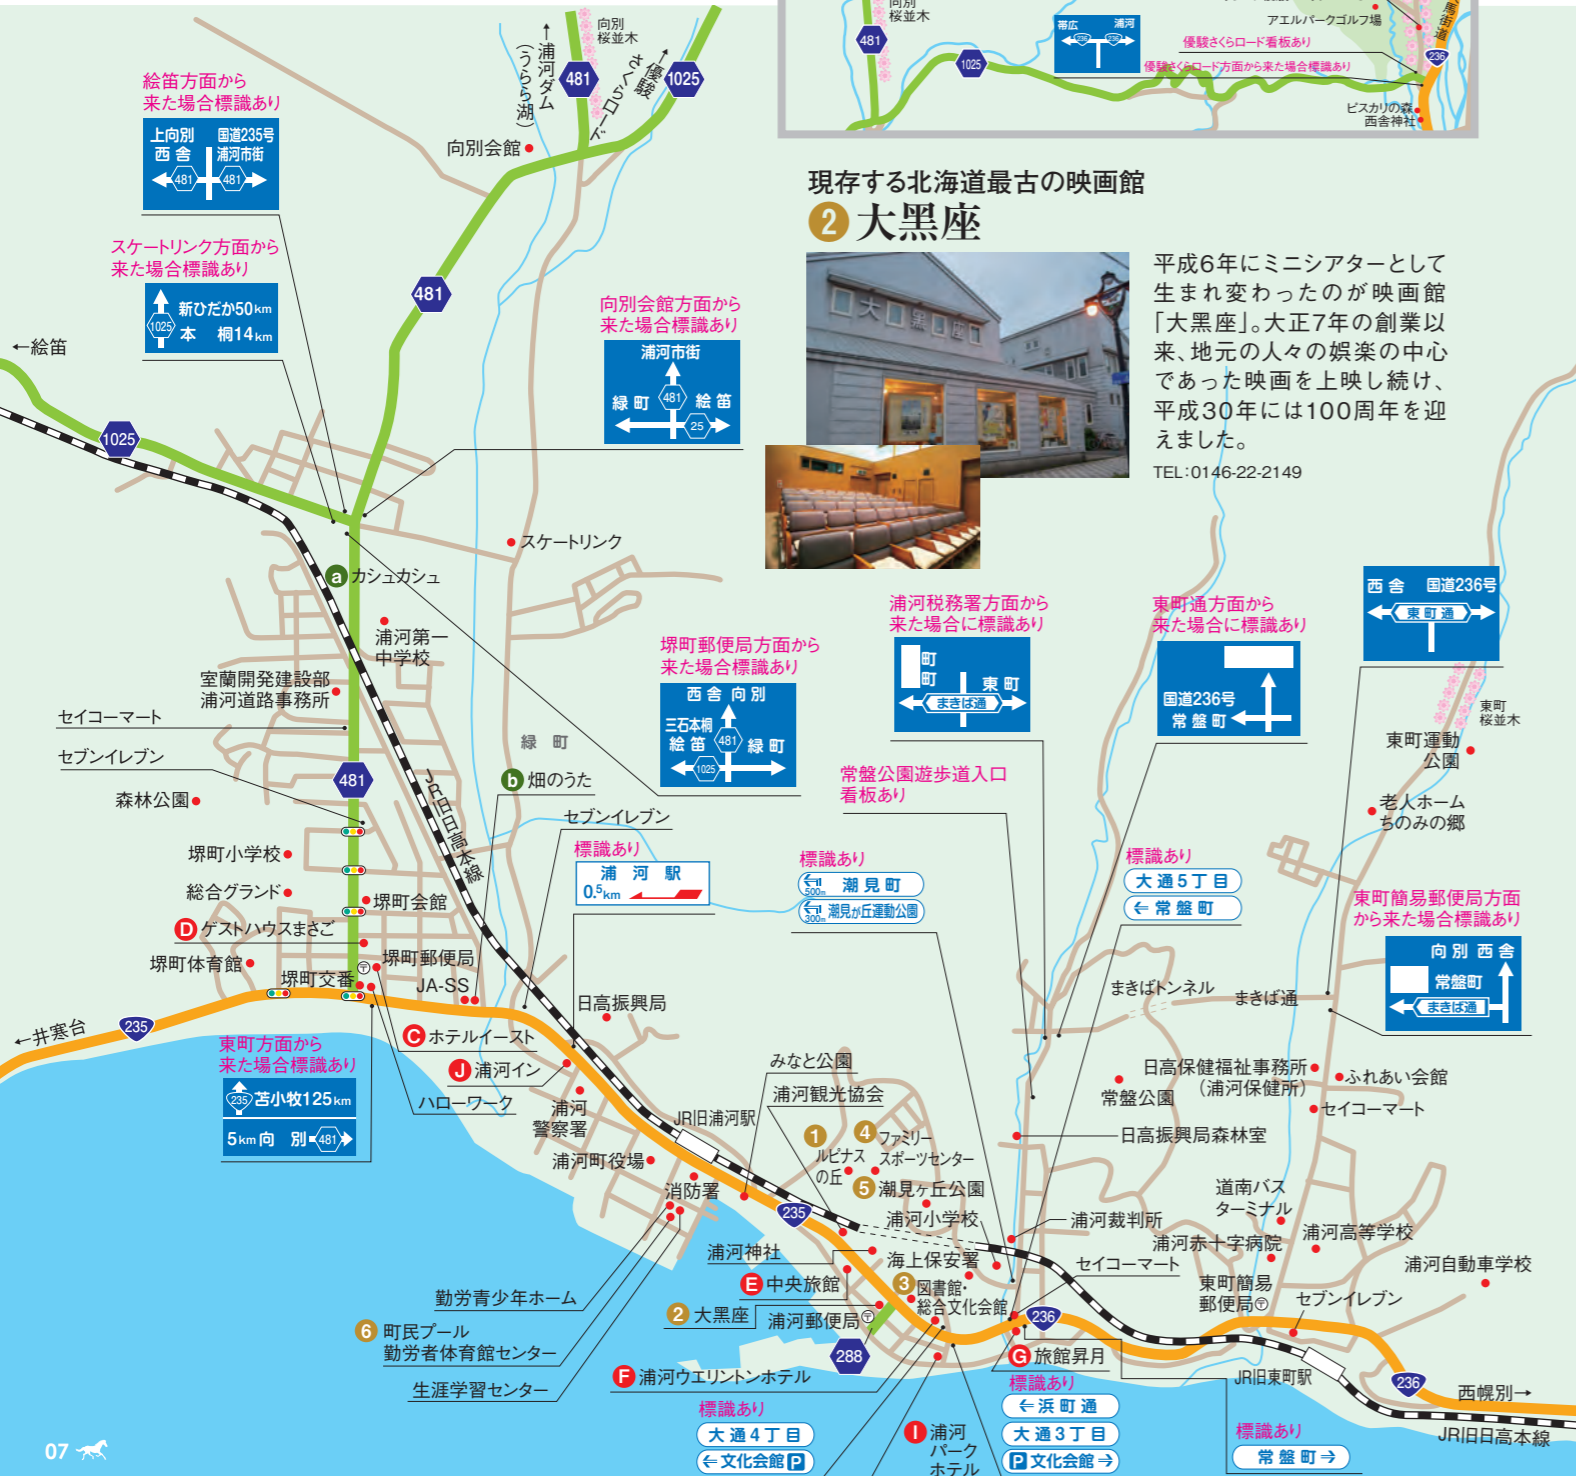 向別
桜並木
481
1025
帯広 浦河
236 236
アエルパークゴルフ場
馬街道
優駿さくらロード看板あり
優駿さくらロード方面から来た場合標識あり
236
ビスカリの森
西舎神社
絵笛方面から
来た場合標識あり
上向別 国道235号
西舎 浦河市街
481 481
↑浦河ダム
(うらら湖)
向別
桜並木
481
↑優駿
さくらロード
1025
向別会館
スケートリンク方面から
来た場合標識あり
1025
新ひだか50km
本 桐14km
481
←絵笛
1025
向別会館方面から
来た場合標識あり
浦河市街
緑町 481 絵笛
25
現存する北海道最古の映画館
2 大黒座
大黒座
平成6年にミニシアターとして
生まれ変わったのが映画館
「大黒座」。大正7年の創業以
来、地元の人々の娯楽の中心
であった映画を上映し続け、
平成30年には100周年を迎
えました。
TEL:0146-22-2149
スケートリンク
a カシュカシュ
浦河第一
中学校
室蘭開発建設部
浦河道路事務所
セイコーマート
セブンイレブン
481
森林公園
堺町小学校
総合グランド
堺町会館
D ゲストハウスまさご
堺町体育館
堺町交番
堺町郵便局
JA-SS
JR旧日高本線
緑町
b 畑のうた
セブンイレブン
堺町郵便局方面から
来た場合標識あり
西舎 向別
三石本桐
絵笛 481 緑町
1025
標識あり
浦河駅
0.5km
浦河税務署方面から
来た場合に標識あり
町
町 東町
まきば通
東町通方面から
来た場合に標識あり
国道236号
常盤町
西舎 国道236号
東町通
東町
桜並木
東町運動
公園
老人ホーム
ちのみの郷
常盤公園遊歩道入口
看板あり
標識あり
500m 潮見町
300m 潮見が丘運動公園
標識あり
大通5丁目
←常盤町
東町簡易郵便局方面
から来た場合標識あり
向別 西舎
常盤町
まきば通
まきばトンネル
まきば通
←井寒台
235
東町方面から
来た場合標識あり
235 苫小牧125km
5km向 別 481
C ホテルイースト
J 浦河イン
ハローワーク
日高振興局
浦河
警察署
浦河町役場
消防署
JR旧浦河駅
みなと公園
浦河観光協会
1
ルピナス
の丘
4
ファミリー
スポーツセンター
5 潮見ヶ丘公園
浦河小学校
235
浦河神社
海上保安署
E 中央旅館
3
図書館・
総合文化会館
2 大黒座
浦河郵便局
288
勤労青少年ホーム
6 町民プール
勤労者体育館センター
生涯学習センター
F 浦河ウエリントンホテル
標識あり
大通4丁目
←文化会館P
I 浦河
パーク
ホテル
G 旅館昇月
標識あり
←浜町通
大通3丁目
P文化会館→
常盤公園
日高振興局森林室
浦河裁判所
セイコーマート
236
日高保健福祉事務所
(浦河保健所)
ふれあい会館
セイコーマート
道南バス
ターミナル
浦河赤十字病院
浦河高等学校
浦河自動車学校
東町簡易
郵便局
セブンイレブン
JR旧東町駅
236
西幌別→
JR旧日高本線
標識あり
常盤町→
07